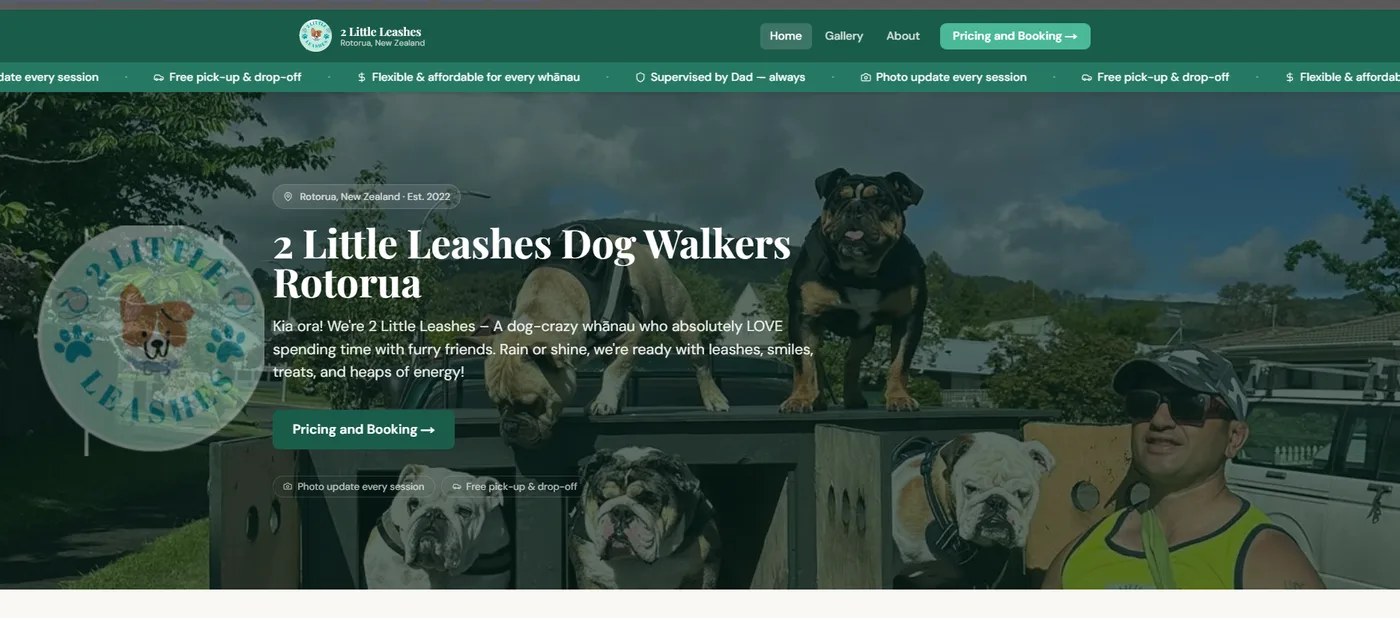 2 Little Leashes
Rotorua, New Zealand
Home
Gallery
About
Pricing and Booking →
date every session · Free pick-up & drop-off · Flexible & affordable for every whānau · Supervised by Dad — always · Photo update every session · Free pick-up & drop-off · Flexible & affordab
Rotorua, New Zealand · Est. 2022
2 Little Leashes Dog Walkers
Rotorua
Kia ora! We're 2 Little Leashes – A dog-crazy whānau who absolutely LOVE
spending time with furry friends. Rain or shine, we're ready with leashes, smiles,
treats, and heaps of energy!
Pricing and Booking →
Photo update every session
Free pick-up & drop-off
2 LITTLE
LEASHES